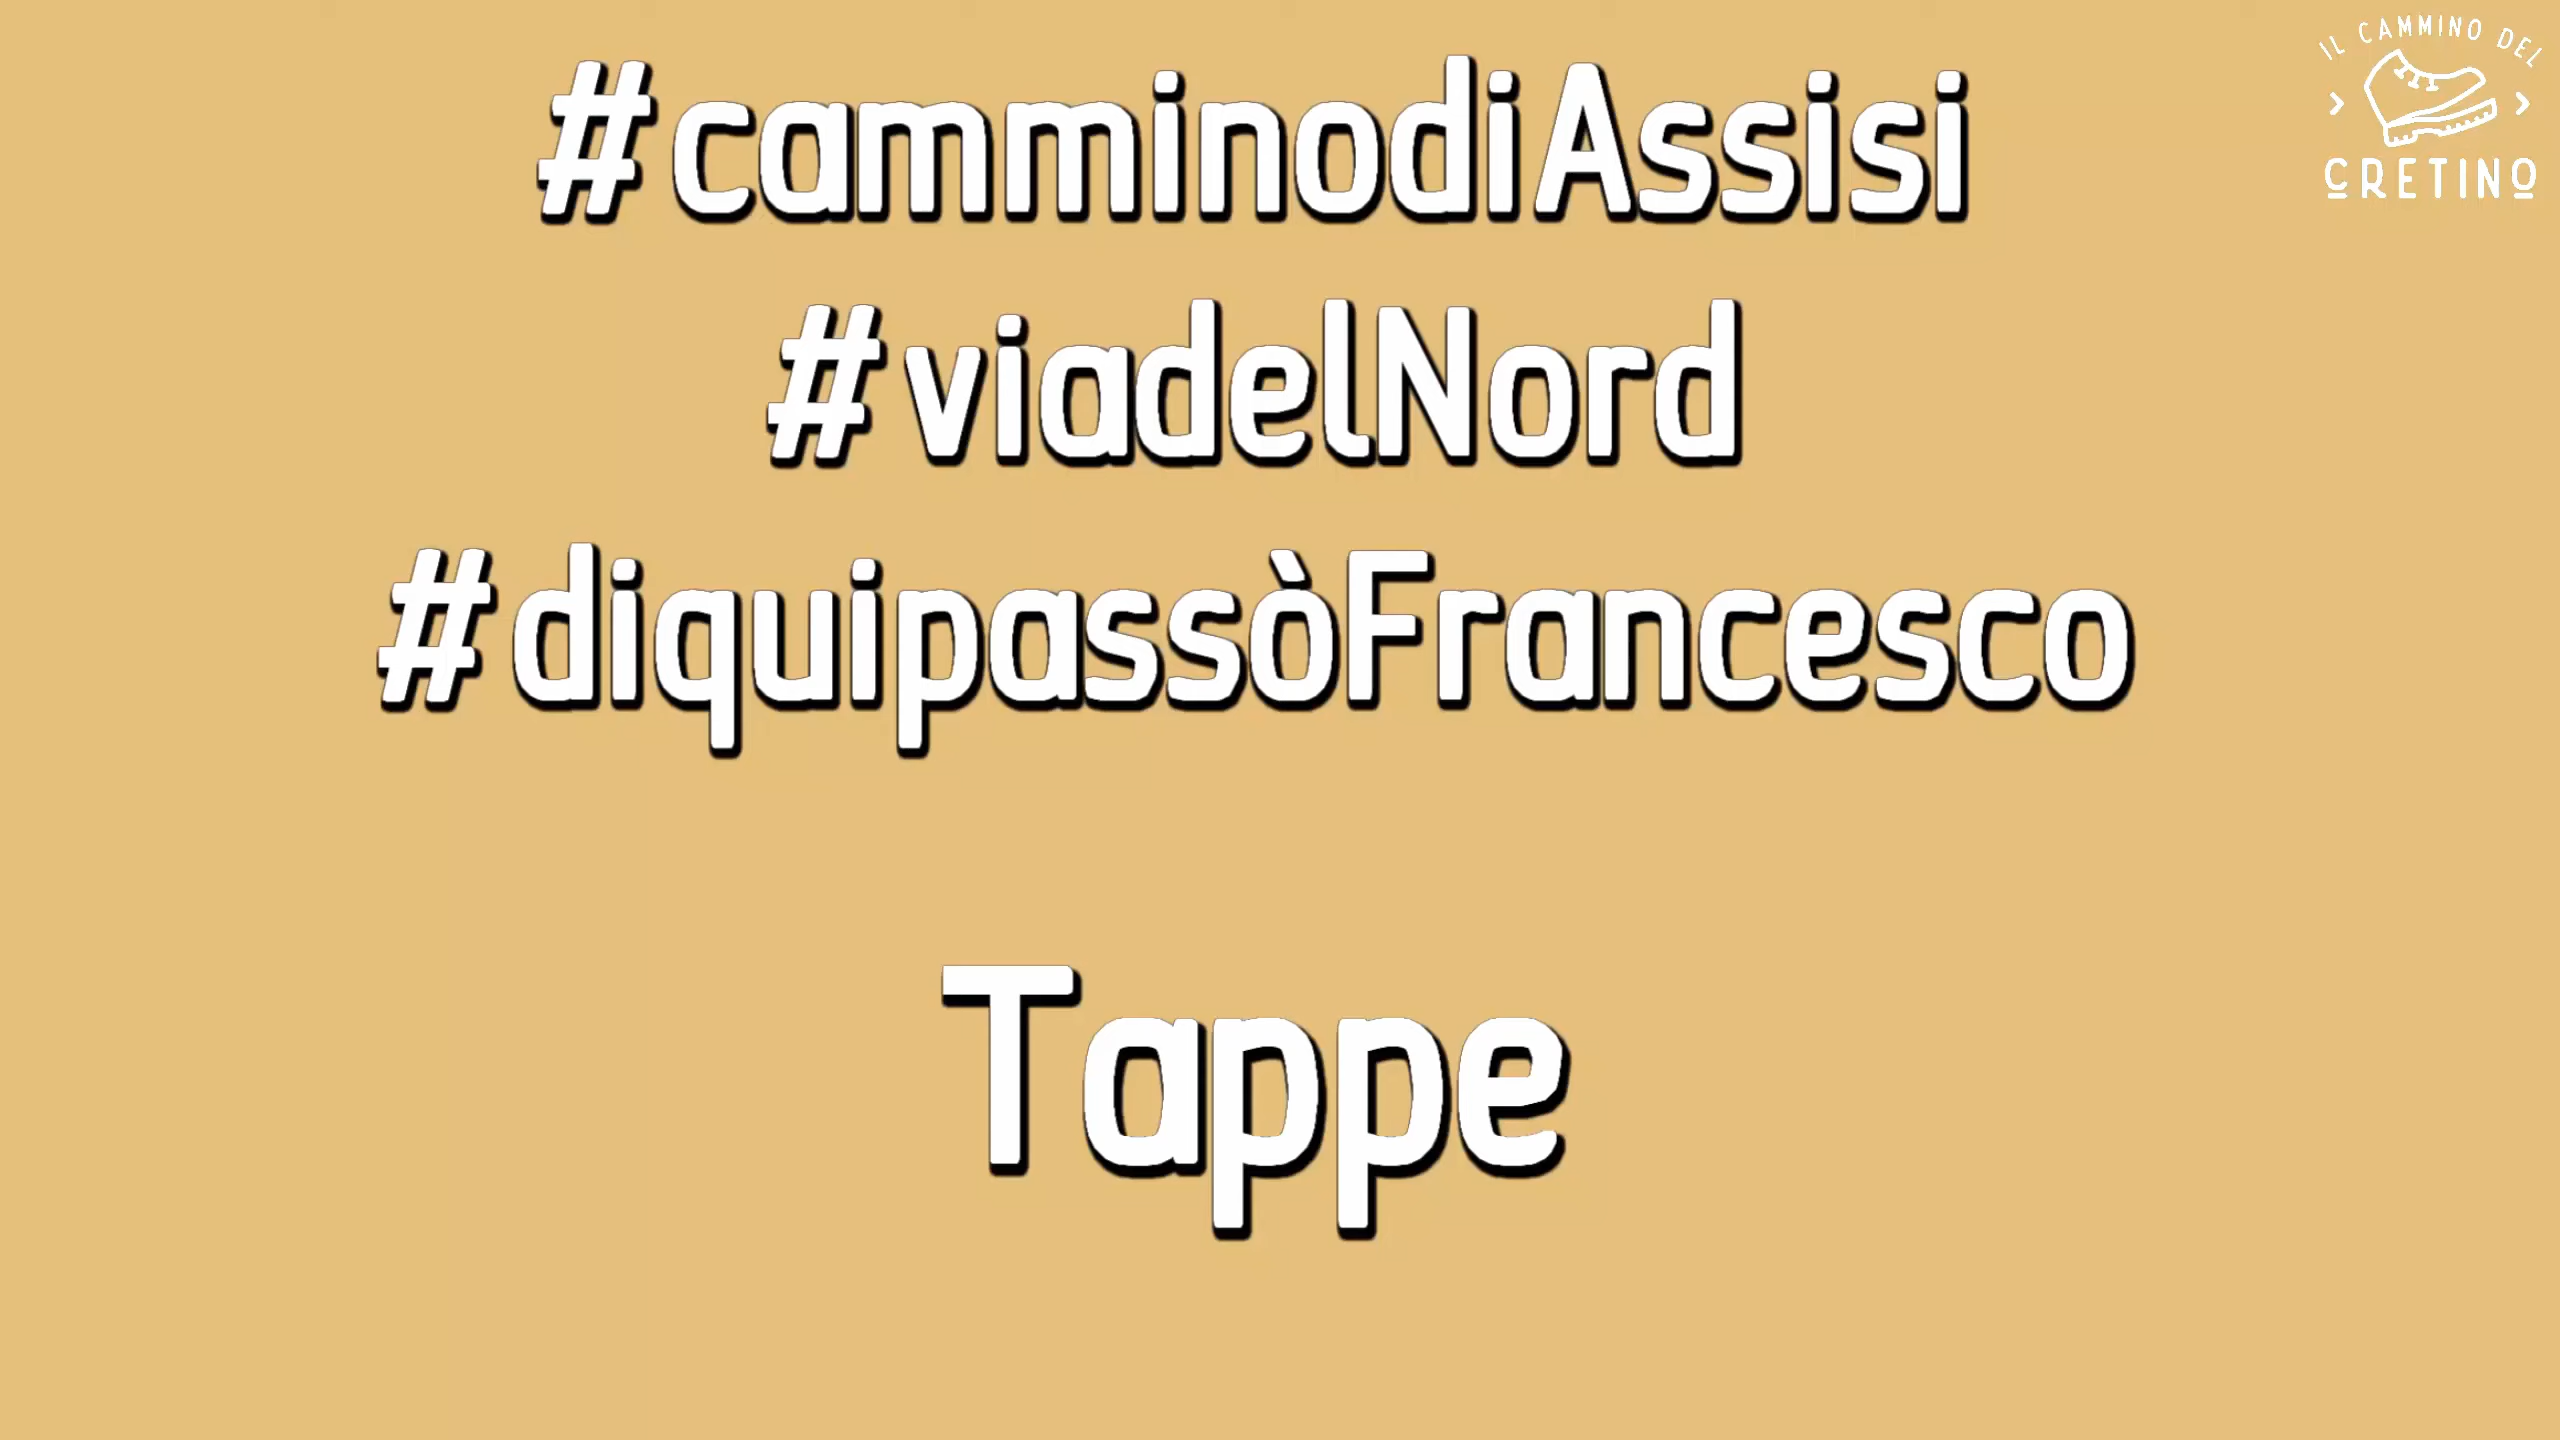 #camminodiAssisi
#viadelNord
#diquipassòFrancesco
Tappe
IL CAMMINO DEL
CRETINO